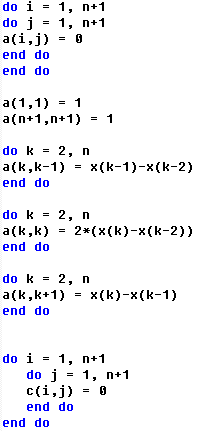 do i = 1, n+1
do j = 1, n+1
a(i,j) = 0
end do
end do
a(1,1) = 1
a(n+1,n+1) = 1
do k = 2, n
a(k,k-1) = x(k-1)-x(k-2)
end do
do k = 2, n
a(k,k) = 2*(x(k)-x(k-2))
end do
do k = 2, n
a(k,k+1) = x(k)-x(k-1)
end do
do i = 1, n+1
do j = 1, n+1
c(i,j) = 0
end do
end do